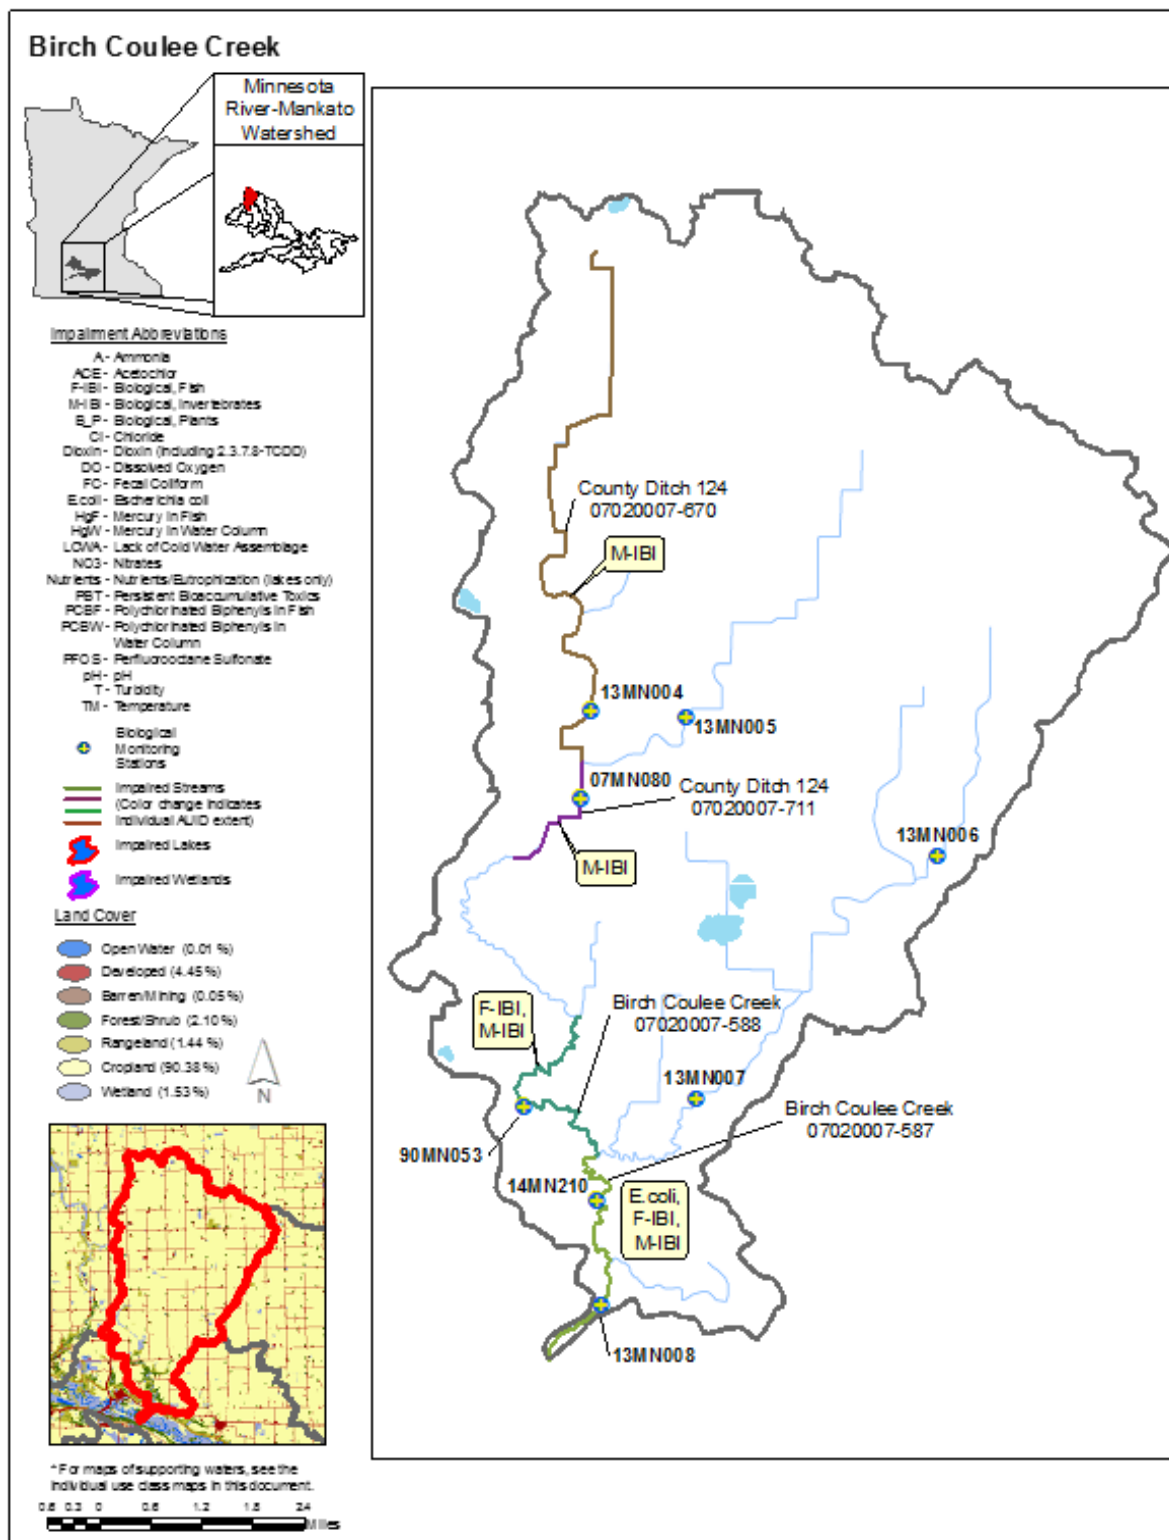 Birch Coulee Creek
Minnesota
River-Mankato
Watershed
Impairment Abbreviations
A - Ammonia
ACE - Acetochlor
F-IBI - Biological, Fish
M-IBI - Biological, Invertebrates
B_P - Biological, Plants
Cl - Chloride
Dioxin - Dioxin (including 2.3.7.8-TCDD)
DO - Dissolved Oxygen
FC - Fecal Coliform
E.coli - Escherichia coli
HgF - Mercury in Fish
HgW - Mercury in Water Column
LCWA - Lack of Cold Water Assemblage
NO3 - Nitrates
Nutrients - Nutrients/Eutrophication (lakes only)
PBT - Persistent Bioaccumulative Toxics
PCBF - Polychlorinated Biphenyls in Fish
PCBW - Polychlorinated Biphenyls in
Water Column
PFOS - Perflurooctane Sulfonate
pH - pH
T - Turbidity
TM - Temperature
Biological
Monitoring
Stations
Impaired Streams
(Color change indicates
individual AUID extent)
Impaired Lakes
Impaired Wetlands
Land Cover
Open Water (0.01 %)
Developed (4.45 %)
Barren/Mining (0.05 %)
Forest/Shrub (2.10 %)
Rangeland (1.44 %)
Cropland (90.38 %)
Wetland (1.53 %)
N
* For maps of supporting waters, see the
individual use class maps in this document.
0.6 0.3 0 0.6 1.2 1.8 2.4
Miles
County Ditch 124
07020007-670
M-IBI
13MN004
13MN005
07MN080
County Ditch 124
07020007-711
13MN006
M-IBI
F-IBI,
M-IBI
Birch Coulee Creek
07020007-588
13MN007
Birch Coulee Creek
07020007-587
90MN053
14MN210
E.coli,
F-IBI,
M-IBI
13MN008